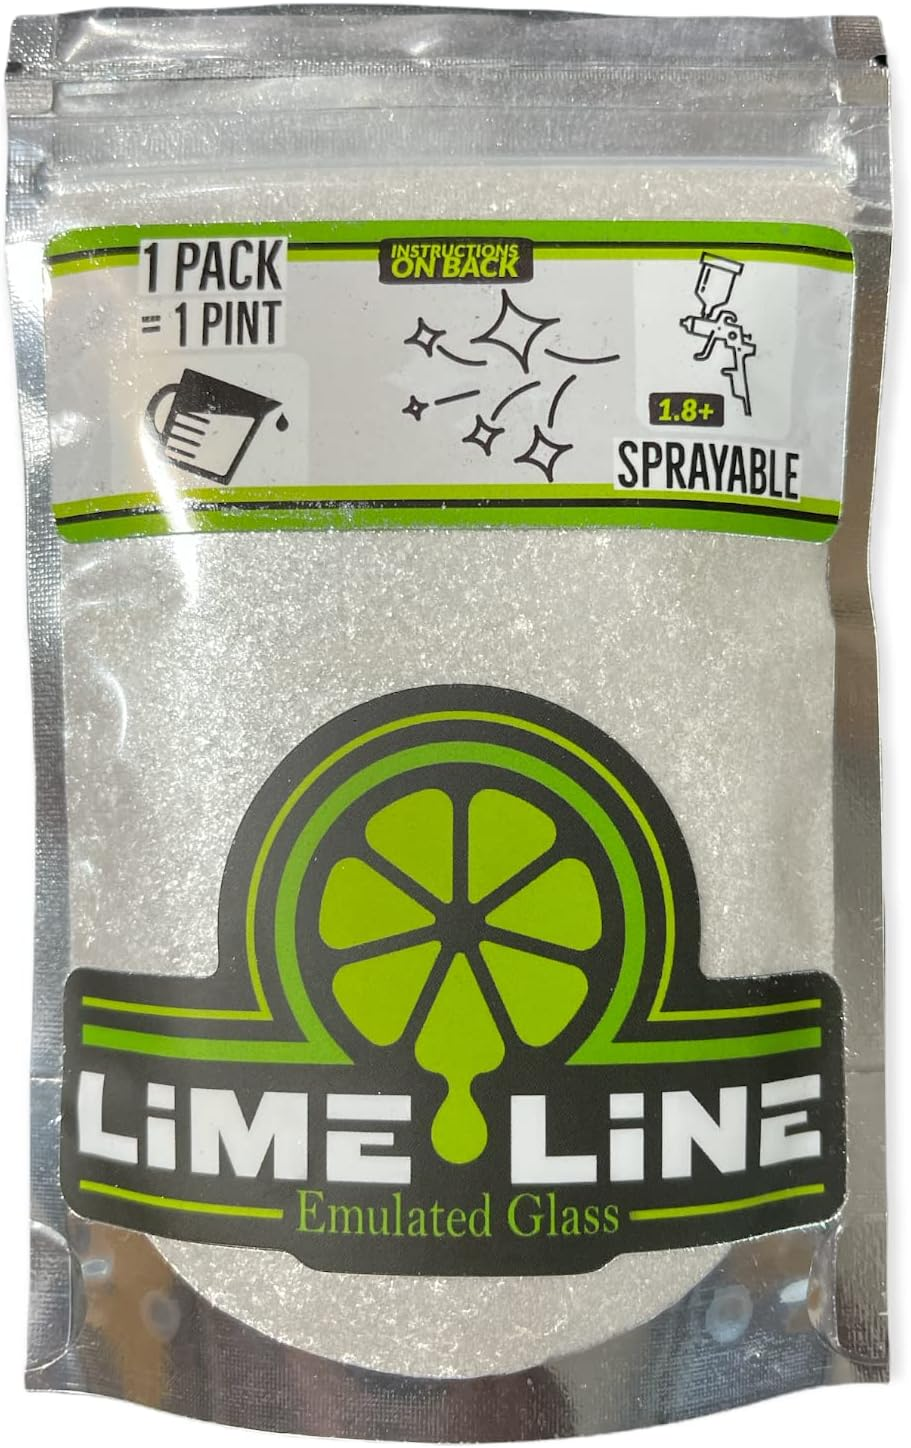 1 PACK
= 1 PINT
INSTRUCTIONS
ON BACK
1.8+
SPRAYABLE
LiME LiNE
Emulated Glass